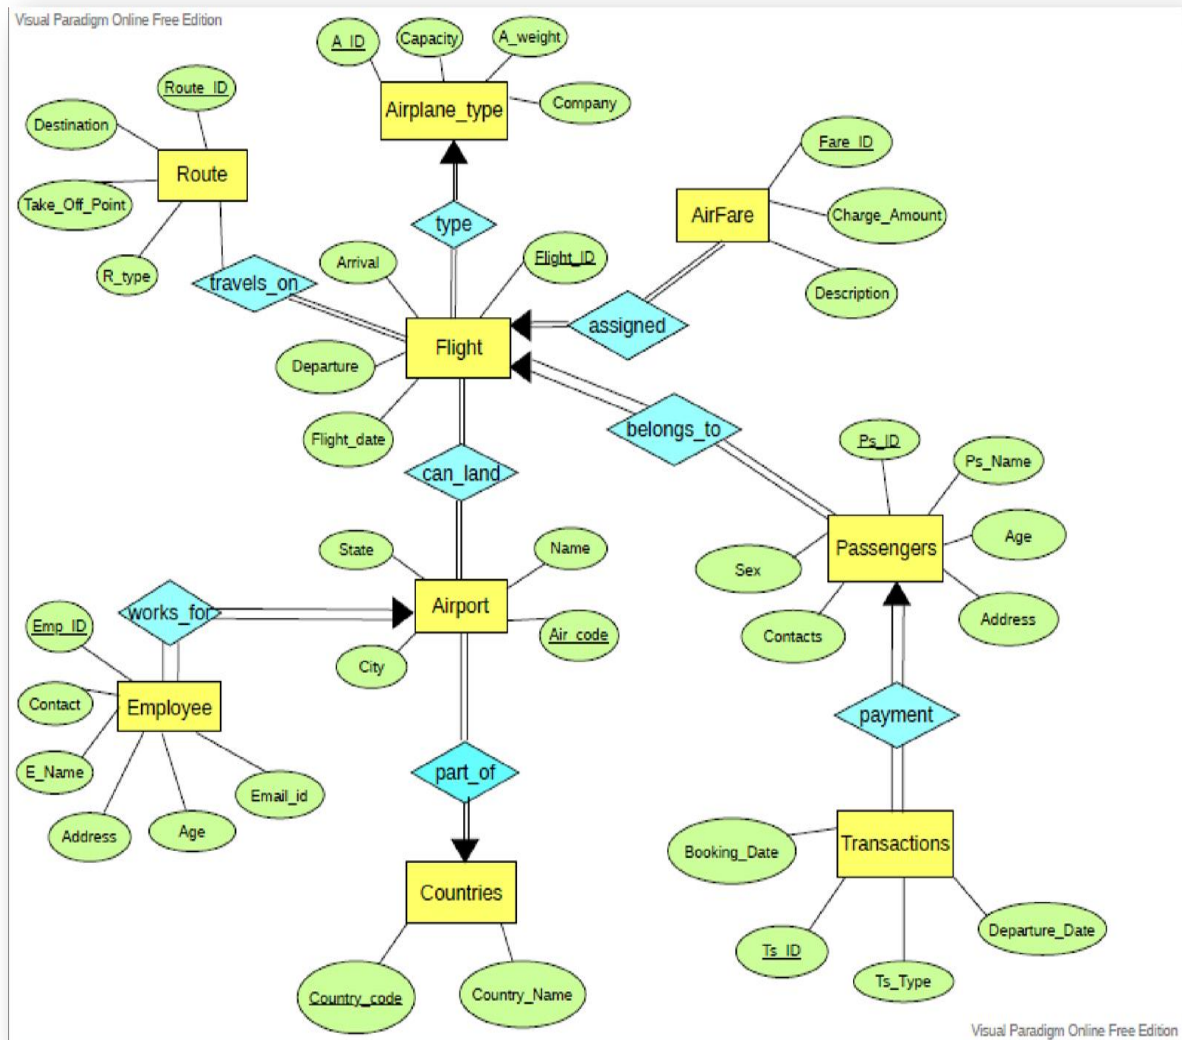 Visual Paradigm Online Free Edition
A_ID
Capacity
A_weight
Company
Airplane_type
Route_ID
Destination
Route
Take_Off_Point
R_type
travels_on
type
Fare_ID
AirFare
Charge_Amount
Description
Arrival
Flight_ID
assigned
Flight
Departure
Flight_date
belongs_to
can_land
Ps_ID
Ps_Name
Age
Passengers
Sex
Address
Contacts
State
Name
Airport
Air_code
City
works_for
Emp_ID
Contact
Employee
E_Name
Address
Age
Email_id
part_of
payment
Countries
Country_code
Country_Name
Transactions
Booking_Date
Departure_Date
Ts_ID
Ts_Type
Visual Paradigm Online Free Edition